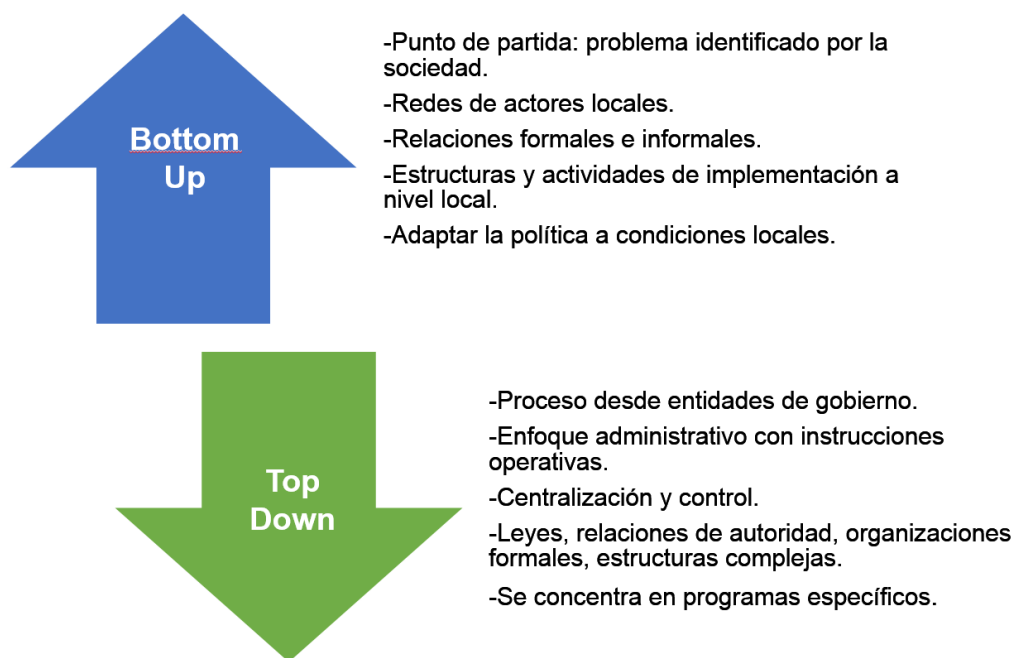 Bottom
Up
-Punto de partida: problema identificado por la
sociedad.
-Redes de actores locales.
-Relaciones formales e informales.
-Estructuras y actividades de implementación a
nivel local.
-Adaptar la política a condiciones locales.
Top
Down
-Proceso desde entidades de gobierno.
-Enfoque administrativo con instrucciones
operativas.
-Centralización y control.
-Leyes, relaciones de autoridad, organizaciones
formales, estructuras complejas.
-Se concentra en programas específicos.